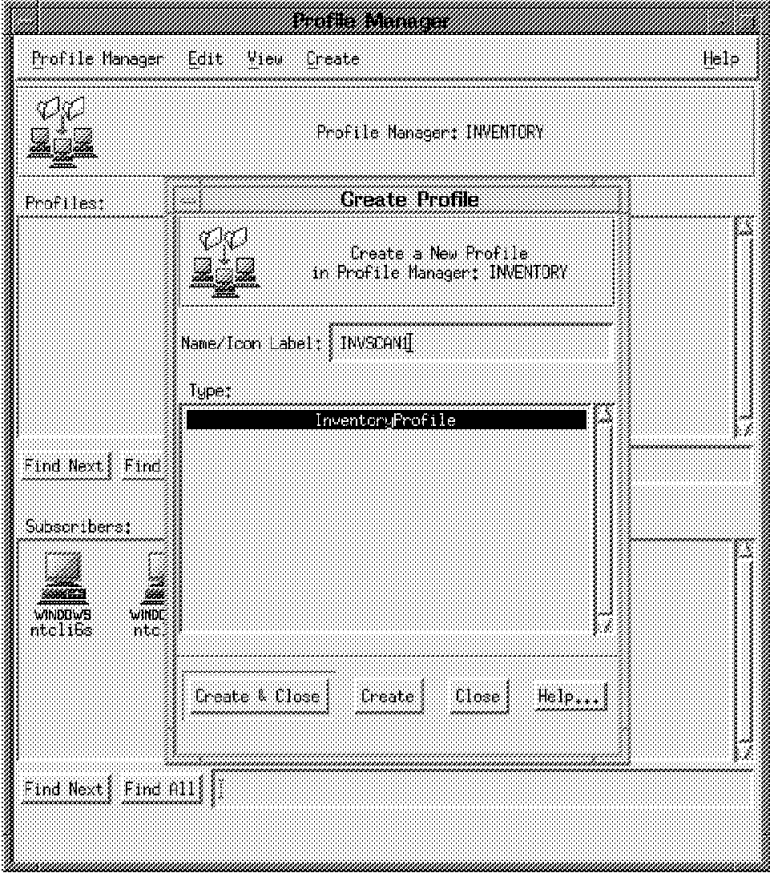 Profile Manager
Profile Manager Edit View Create Help
Profile Manager: INVENTORY
Profiles:
Create Profile
Create a New Profile
in Profile Manager: INVENTORY
Name/Icon Label: INVSCAN1
Type:
InventoryProfile
Find Next Find
Subscribers:
WINDOWS
ntcli6s
Create & Close Create Close Help...
Find Next Find All